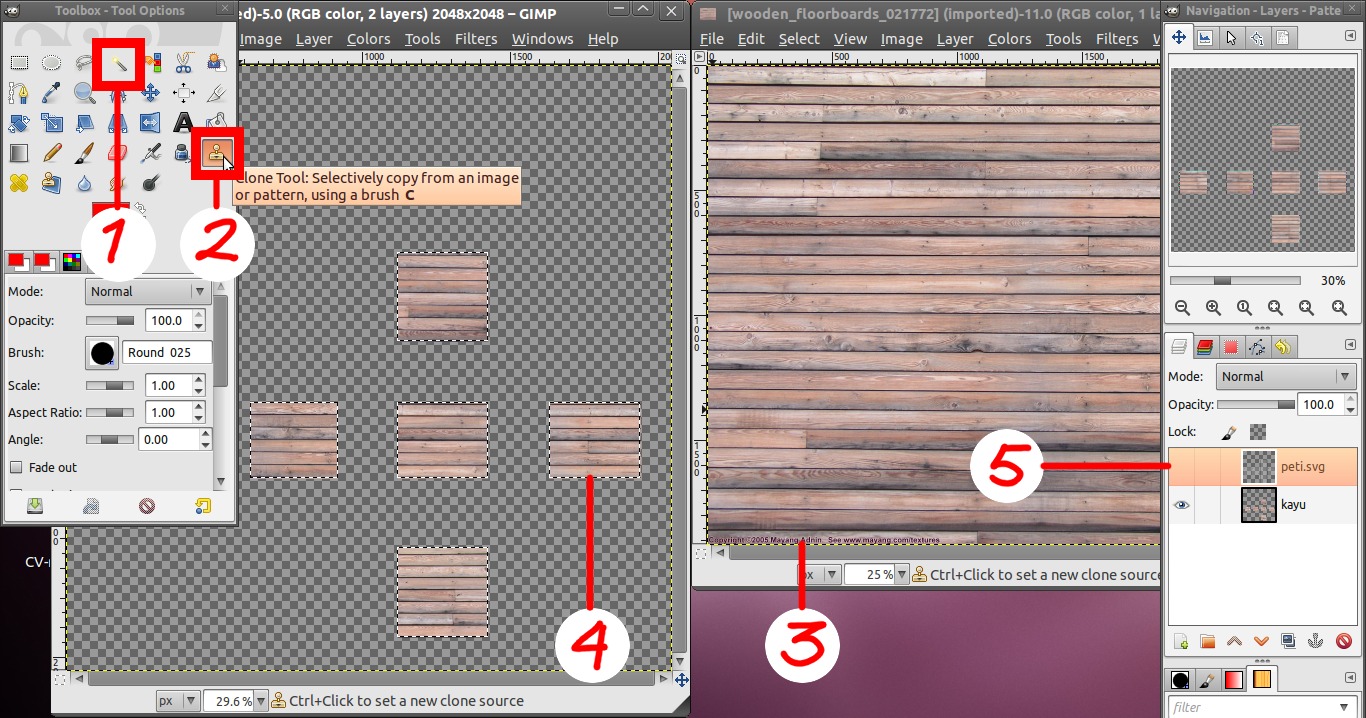 Toolbox - Tool Options
ed)-5.0 (RGB color, 2 layers) 2048x2048 – GIMP
[wooden_floorboards_021772] (imported)-11.0 (RGB color, 1 la
Navigation - Layers - Patte
Image Layer Colors Tools Filters Windows Help
File Edit Select View Image Layer Colors Tools Filters
1000 1500
0 500 1000 1500
Clone Tool: Selectively copy from an image
or pattern, using a brush C
1 2
Mode: Normal
Opacity: 100.0
Brush: Round 025
Scale: 1.00
Aspect Ratio: 1.00
Angle: 0.00
Fade out
30%
Mode: Normal
Opacity: 100.0
Lock:
5
peti.svg
kayu
Copyright ©2005 Mayang Adnin See www.mayang.com/textures
px 25 % Ctrl+Click to set a new clone source
4
3
px 29.6 % Ctrl+Click to set a new clone source
filter